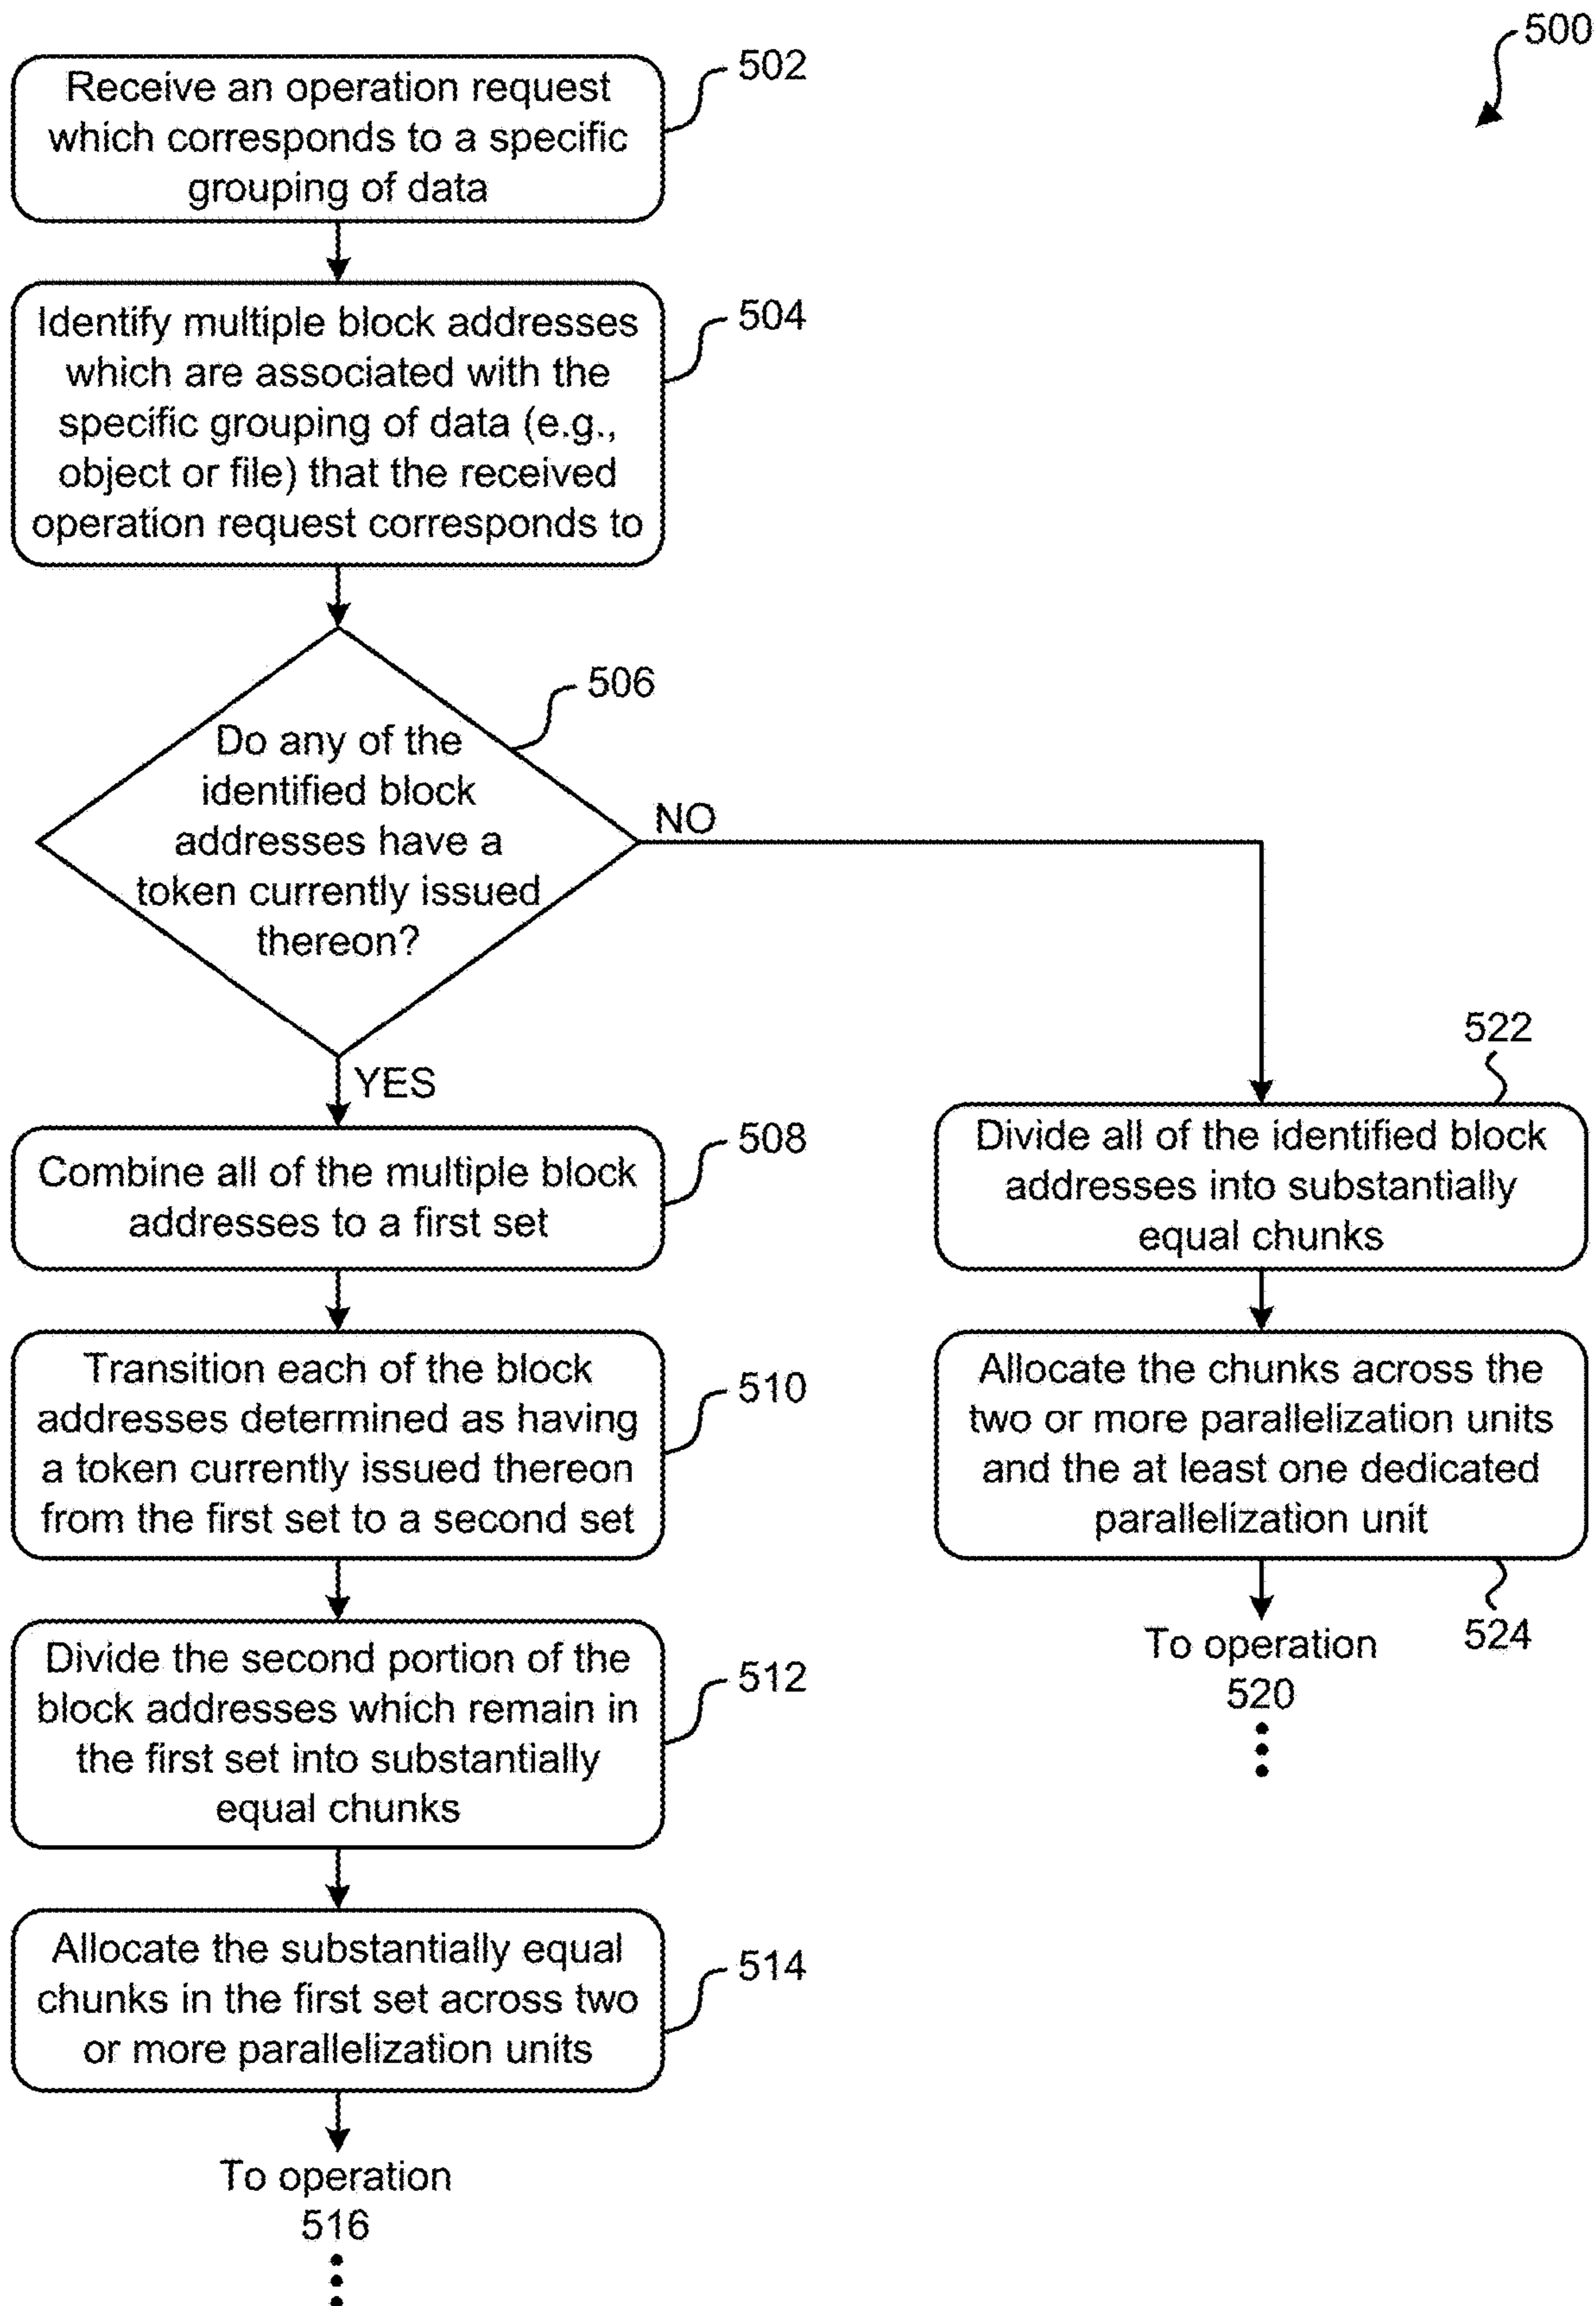 500
502
Receive an operation request
which corresponds to a specific
grouping of data
504
Identify multiple block addresses
which are associated with the
specific grouping of data (e.g.,
object or file) that the received
operation request corresponds to
506
Do any of the
identified block
addresses have a
token currently issued
thereon?
NO
YES
508
Combine all of the multiple block
addresses to a first set
510
Transition each of the block
addresses determined as having
a token currently issued thereon
from the first set to a second set
512
Divide the second portion of the
block addresses which remain in
the first set into substantially
equal chunks
514
Allocate the substantially equal
chunks in the first set across two
or more parallelization units
To operation
516
522
Divide all of the identified block
addresses into substantially
equal chunks
Allocate the chunks across the
two or more parallelization units
and the at least one dedicated
parallelization unit
524
To operation
520